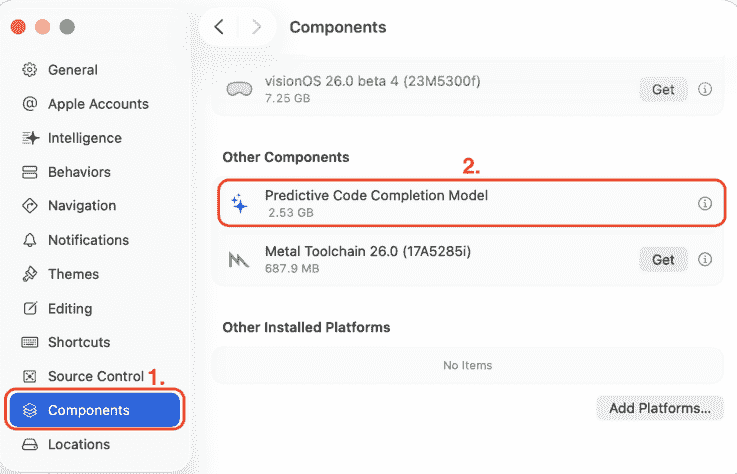 Components
General
@ Apple Accounts
Intelligence
Behaviors
Navigation
Notifications
Themes
Editing
Shortcuts
Source Control 1.
Components
Locations
visionOS 26.0 beta 4 (23M5300f)
7.25 GB
Get
Other Components
2.
Predictive Code Completion Model
2.53 GB
Metal Toolchain 26.0 (17A5285i)
687.9 MB
Get
Other Installed Platforms
No Items
Add Platforms...